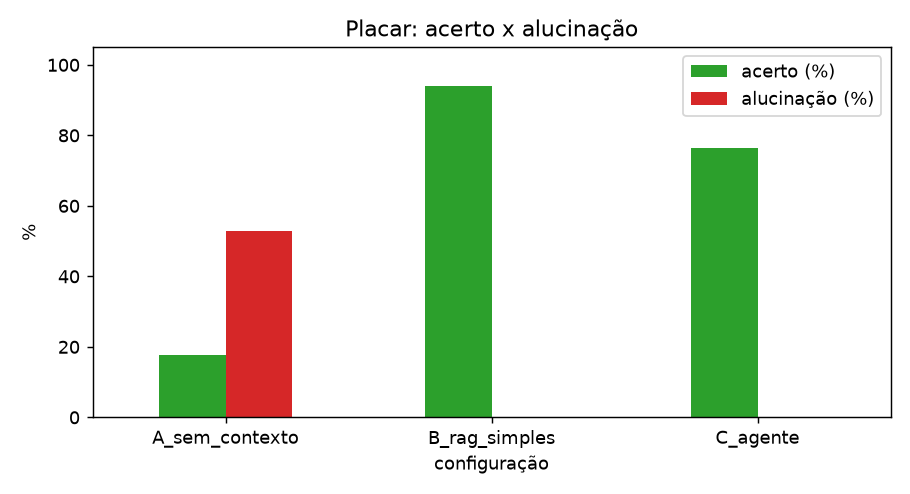 Placar: acerto x alucinação
acerto (%)
alucinação (%)
100
80
60
40
20
0
%
A_sem_contexto
B_rag_simples
C_agente
configuração